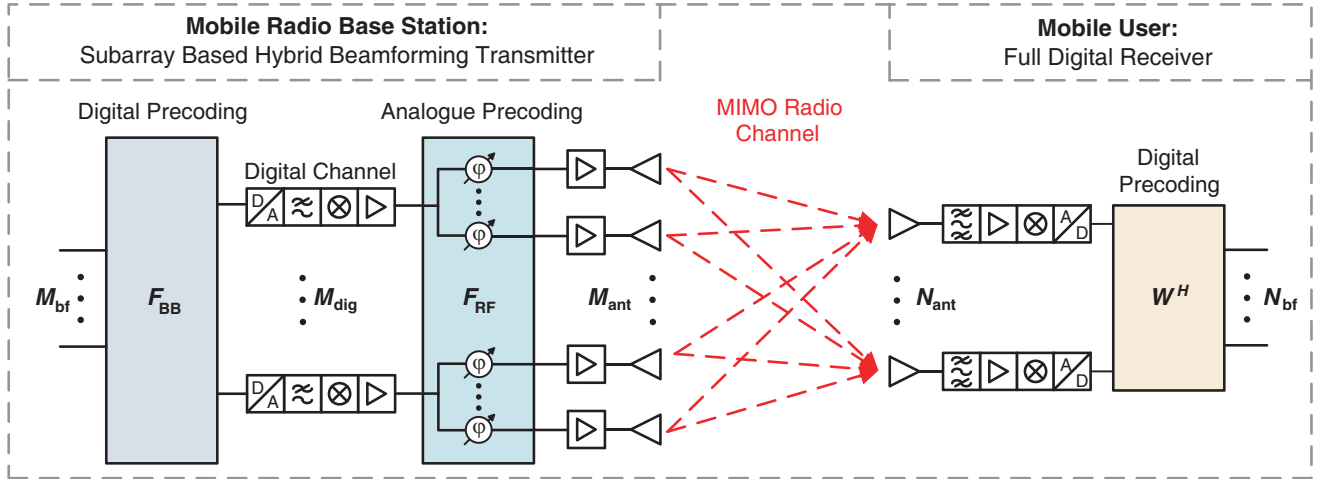 Mobile Radio Base Station:
Subarray Based Hybrid Beamforming Transmitter
Mobile User:
Full Digital Receiver
Digital Precoding
Analogue Precoding
MIMO Radio
Channel
Digital
Precoding
Digital Channel
D/A
φ
φ
A/D
M_bf
F_BB
M_dig
F_RF
M_ant
N_ant
W^H
N_bf
D/A
φ
φ
A/D